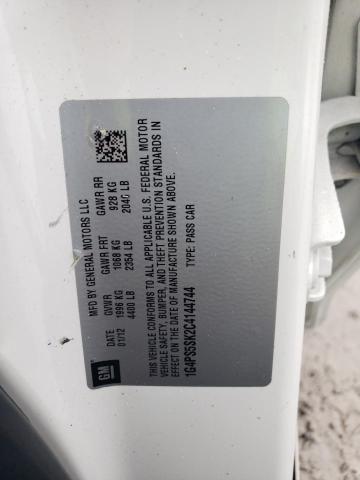 MFD BY GENERAL MOTORS LLC
DATE GVWR GAWR FRT GAWR RR
01/12 1996 KG 1068 KG 928 KG
4400 LB 2354 LB 2046 LB
THIS VEHICLE CONFORMS TO ALL APPLICABLE U.S. FEDERAL MOTOR
VEHICLE SAFETY, BUMPER, AND THEFT PREVENTION STANDARDS IN
EFFECT ON THE DATE OF MANUFACTURE SHOWN ABOVE.
TYPE: PASS CAR
1G4PS5SK2C4144744
GM